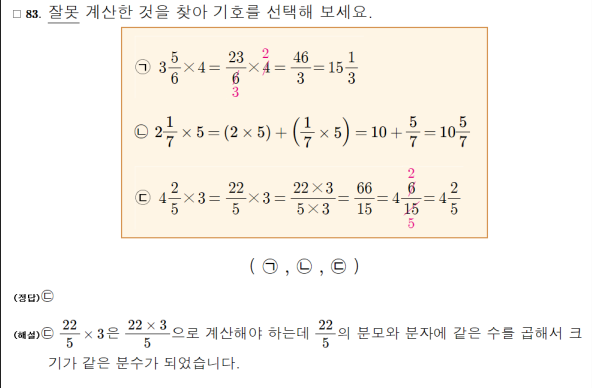 □ 83. 잘못 계산한 것을 찾아 기호를 선택해 보세요.
㉠ 3 5/6 × 4 = 23/6 × 4 = 46/3 = 15 1/3
2
3
㉡ 2 1/7 × 5 = (2 × 5) + (1/7 × 5) = 10 + 5/7 = 10 5/7
㉢ 4 2/5 × 3 = 22/5 × 3 = 22×3/5×3 = 66/15 = 4 6/15 = 4 2/5
2
5
( ㉠ , ㉡ , ㉢ )
(정답) ㉢
(해설) ㉢ 22/5 × 3은 22 × 3/5으로 계산해야 하는데 22/5의 분모와 분자에 같은 수를 곱해서 크
기가 같은 분수가 되었습니다.